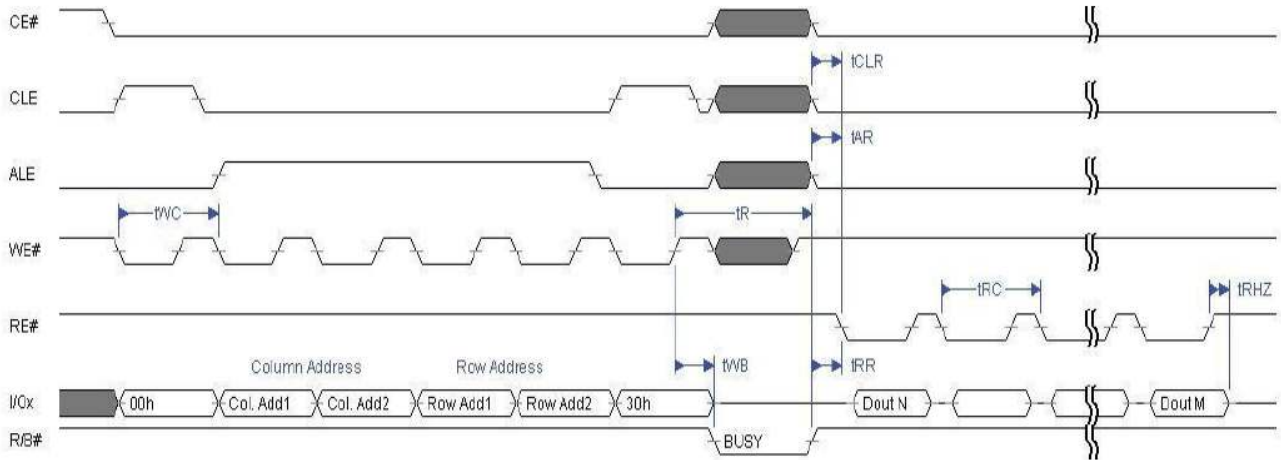 CE#
tCLR
CLE
tAR
ALE
tWC
tR
WE#
tRC
tRHZ
RE#
Column Address
Row Address
tWB
tRR
I/Ox
00h
Col. Add1
Col. Add2
Row Add1
Row Add2
30h
Dout N
Dout M
R/B#
BUSY